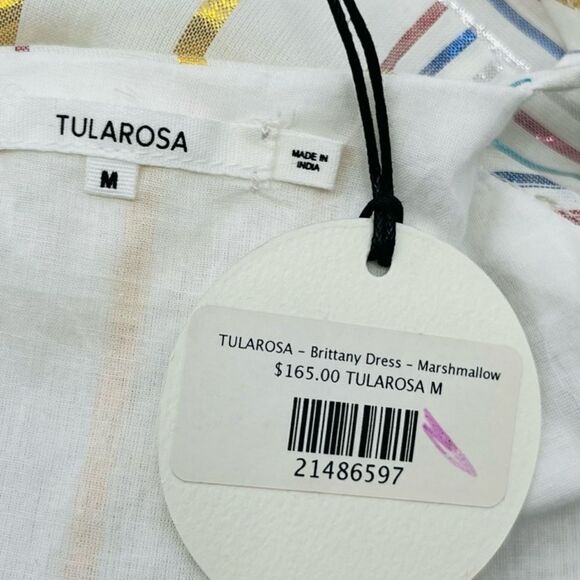 TULAROSA
M
MADE IN
INDIA
TULAROSA – Brittany Dress – Marshmallow
$165.00 TULAROSA M
21486597